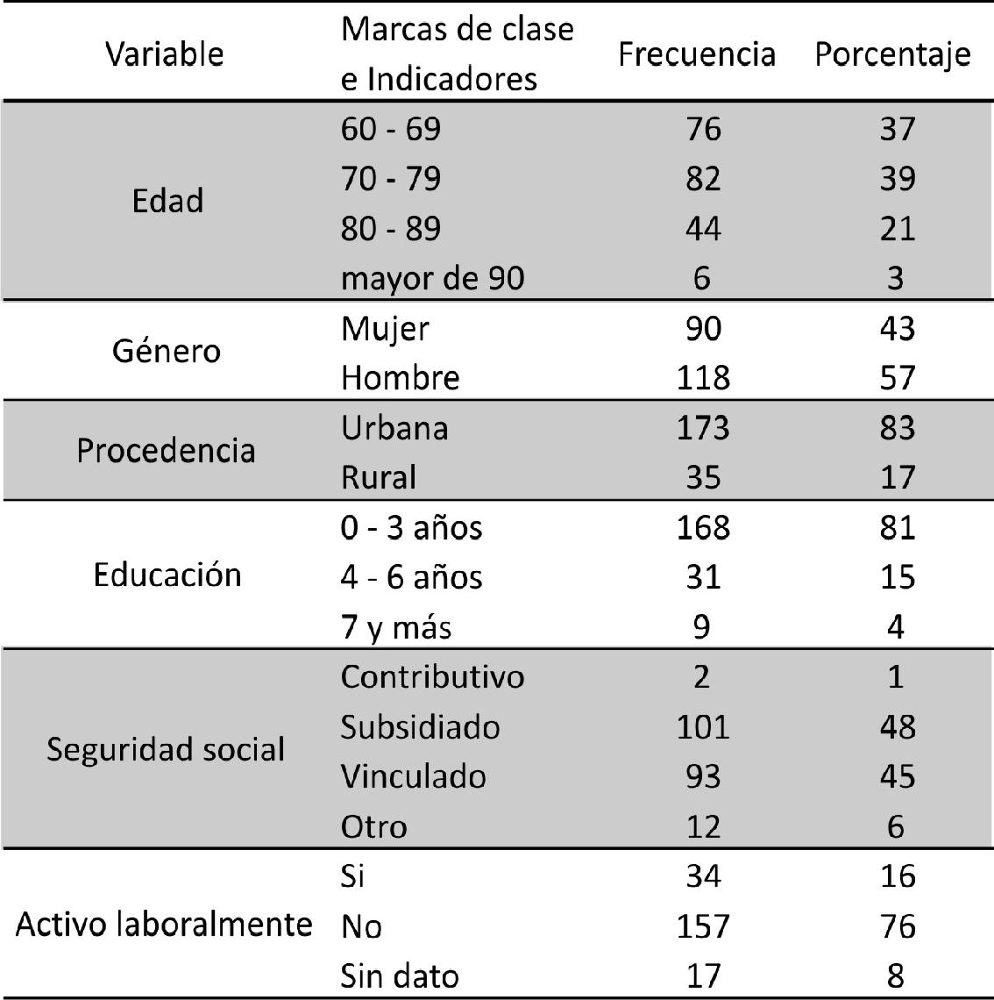 Variable Marcas de clase e Indicadores Frecuencia Porcentaje
Edad
60 - 69 76 37
70 - 79 82 39
80 - 89 44 21
mayor de 90 6 3
Género
Mujer 90 43
Hombre 118 57
Procedencia
Urbana 173 83
Rural 35 17
Educación
0 - 3 años 168 81
4 - 6 años 31 15
7 y más 9 4
Seguridad social
Contributivo 2 1
Subsidiado 101 48
Vinculado 93 45
Otro 12 6
Activo laboralmente
Si 34 16
No 157 76
Sin dato 17 8